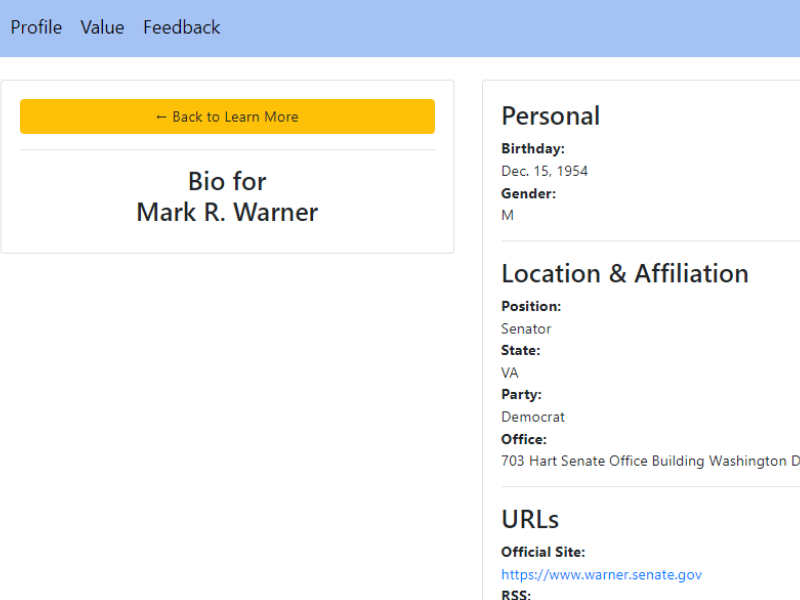 Profile Value Feedback
← Back to Learn More
Bio for
Mark R. Warner
Personal
Birthday:
Dec. 15, 1954
Gender:
M
Location & Affiliation
Position:
Senator
State:
VA
Party:
Democrat
Office:
703 Hart Senate Office Building Washington D
URLs
Official Site:
https://www.warner.senate.gov
RSS: